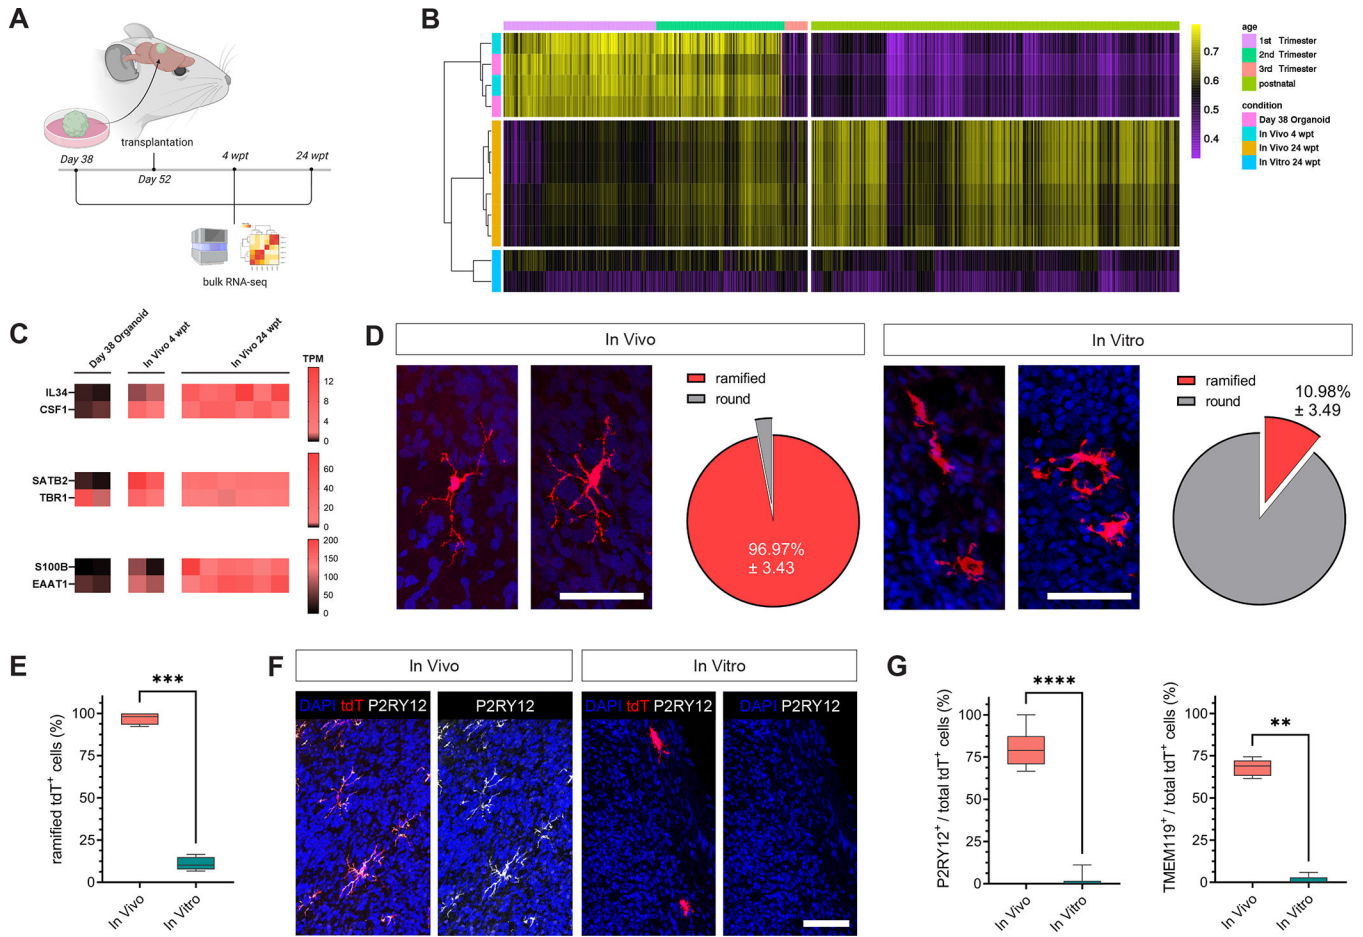 A
transplantation
Day 38
Day 52
4 wpt
24 wpt
bulk RNA-seq
B
0.7
0.6
0.5
0.4
age
1st Trimester
2nd Trimester
3rd Trimester
postnatal
condition
Day 38 Organoid
In Vivo 4 wpt
In Vivo 24 wpt
In Vitro 24 wpt
C
Day 38 Organoid
In Vivo 4 wpt
In Vivo 24 wpt
TPM
IL34
CSF1
12
8
4
0
SATB2
TBR1
60
40
20
0
S100B
EAAT1
200
150
100
50
0
D
In Vivo
ramified
round
96.97%
± 3.43
In Vitro
ramified
round
10.98%
± 3.49
E
ramified tdT+ cells (%)
100
75
50
25
0
***
In Vivo
In Vitro
F
In Vivo
In Vitro
DAPI tdT P2RY12
P2RY12
DAPI tdT P2RY12
DAPI P2RY12
G
P2RY12+ / total tdT+ cells (%)
100
75
50
25
0
****
In Vivo
In Vitro
TMEM119+ / total tdT+ cells (%)
100
75
50
25
0
**
In Vivo
In Vitro